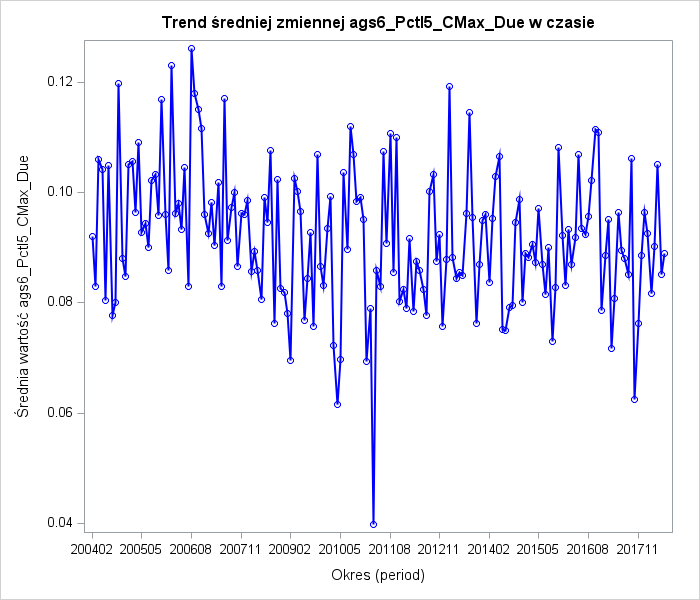 Trend średniej zmiennej ags6_Pctl5_CMax_Due w czasie
Średnia wartość ags6_Pctl5_CMax_Due
0.12
0.10
0.08
0.06
0.04
200402 200505 200608 200711 200902 201005 201108 201211 201402 201505 201608 201711
Okres (period)